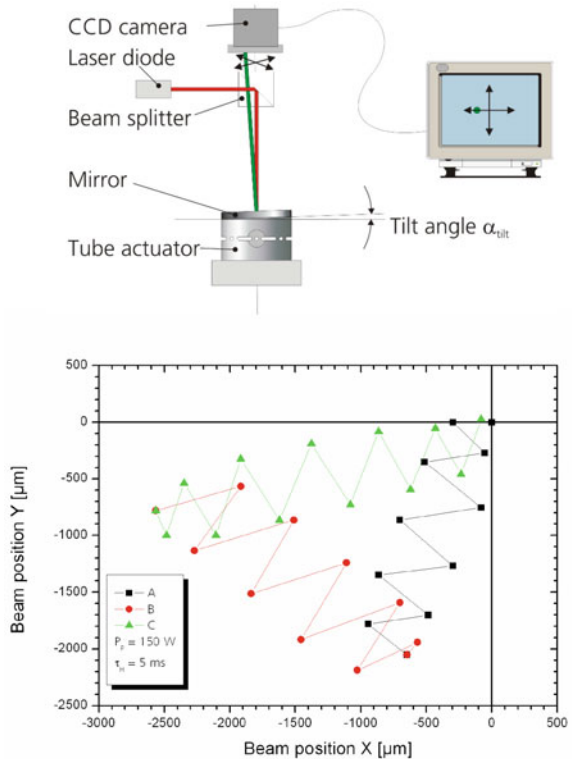 CCD camera
Laser diode
Beam splitter
Mirror
Tube actuator
Tilt angle α_tilt
Beam position Y [µm]
500
0
-500
-1000
-1500
-2000
-2500
A
B
C
P_P = 150 W
τ_H = 5 ms
-3000 -2500 -2000 -1500 -1000 -500 0 500
Beam position X [µm]